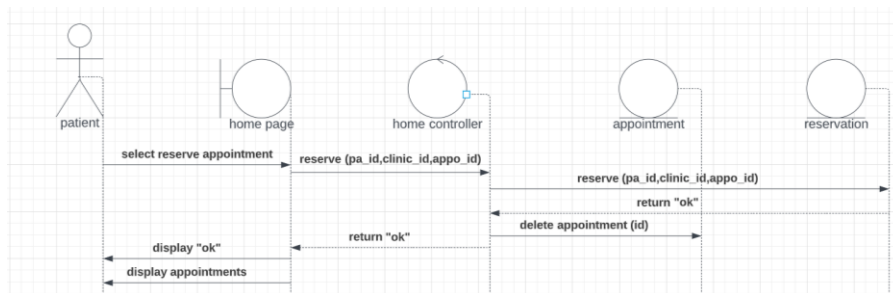 patient
home page
home controller
appointment
reservation
select reserve appointment
reserve (pa_id,clinic_id,appo_id)
reserve (pa_id,clinic_id,appo_id)
return "ok"
delete appointment (id)
return "ok"
display "ok"
display appointments